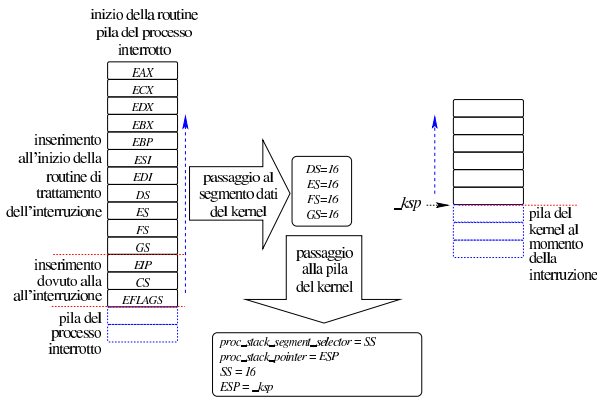 inizio della routine
pila del processo
interrotto
EAX
ECX
EDX
EBX
EBP
ESI
EDI
DS
ES
FS
GS
EIP
CS
EFLAGS
inserimento
all'inizio della
routine di
trattamento
dell'interruzione
inserimento
dovuto alla
all'interruzione
pila del
processo
interrotto
passaggio al
segmento dati
del kernel
DS=16
ES=16
FS=16
GS=16
passaggio
alla pila
del kernel
proc_stack_segment_selector = SS
proc_stack_pointer = ESP
SS = 16
ESP = _ksp
_ksp
pila del
kernel al
momento
della
interruzione